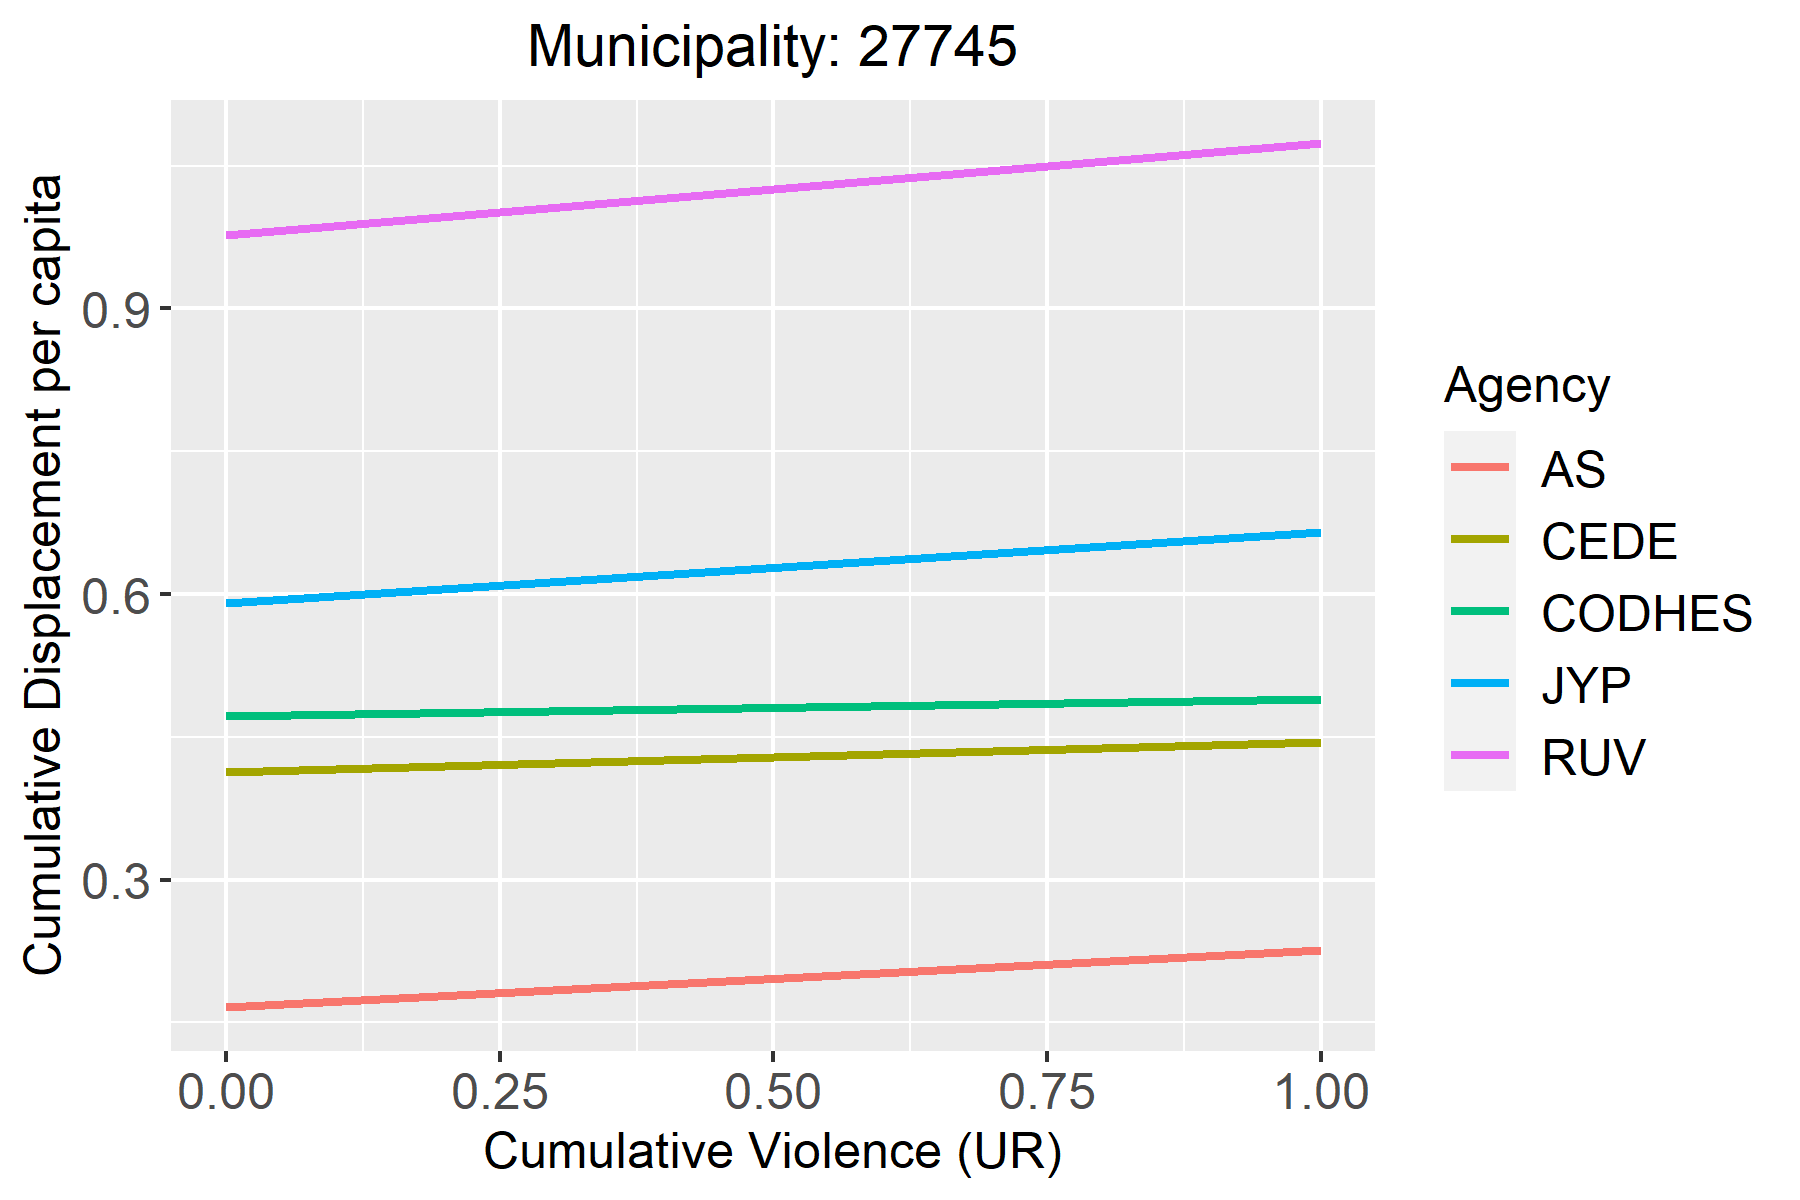 Municipality: 27745
Cumulative Displacement per capita
0.9
0.6
0.3
0.00 0.25 0.50 0.75 1.00
Cumulative Violence (UR)
Agency
AS
CEDE
CODHES
JYP
RUV